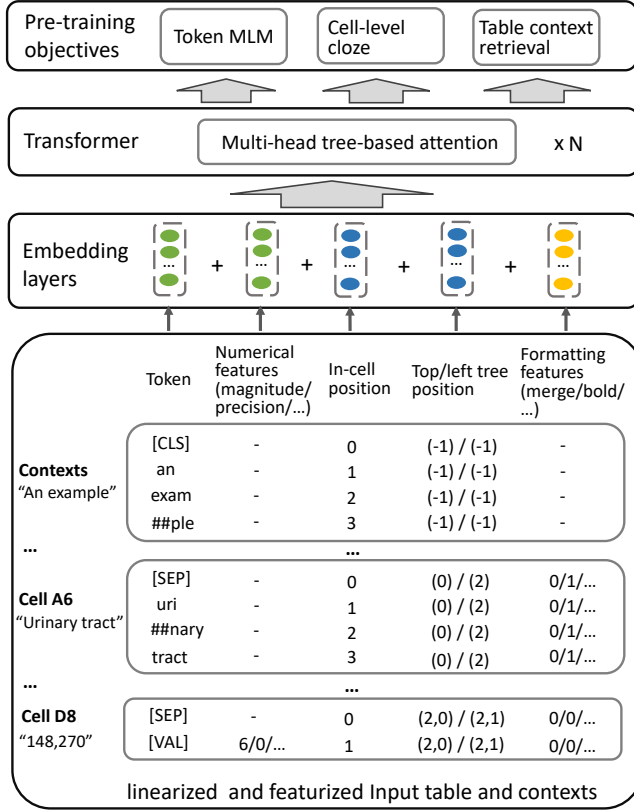 Pre-training objectives
Token MLM
Cell-level cloze
Table context retrieval
Transformer
Multi-head tree-based attention
x N
Embedding layers
+ + + +
... ... ... ... ...
Token
Numerical features (magnitude/ precision/...)
In-cell position
Top/left tree position
Formatting features (merge/bold/ ...)
Contexts
"An example"
[CLS] - 0 (-1) / (-1) -
an - 1 (-1) / (-1) -
exam - 2 (-1) / (-1) -
##ple - 3 (-1) / (-1) -
... ...
Cell A6
"Urinary tract"
[SEP] - 0 (0) / (2) 0/1/...
uri - 1 (0) / (2) 0/1/...
##nary - 2 (0) / (2) 0/1/...
tract - 3 (0) / (2) 0/1/...
... ...
Cell D8
"148,270"
[SEP] - 0 (2,0) / (2,1) 0/0/...
[VAL] 6/0/... 1 (2,0) / (2,1) 0/0/...
linearized and featurized Input table and contexts